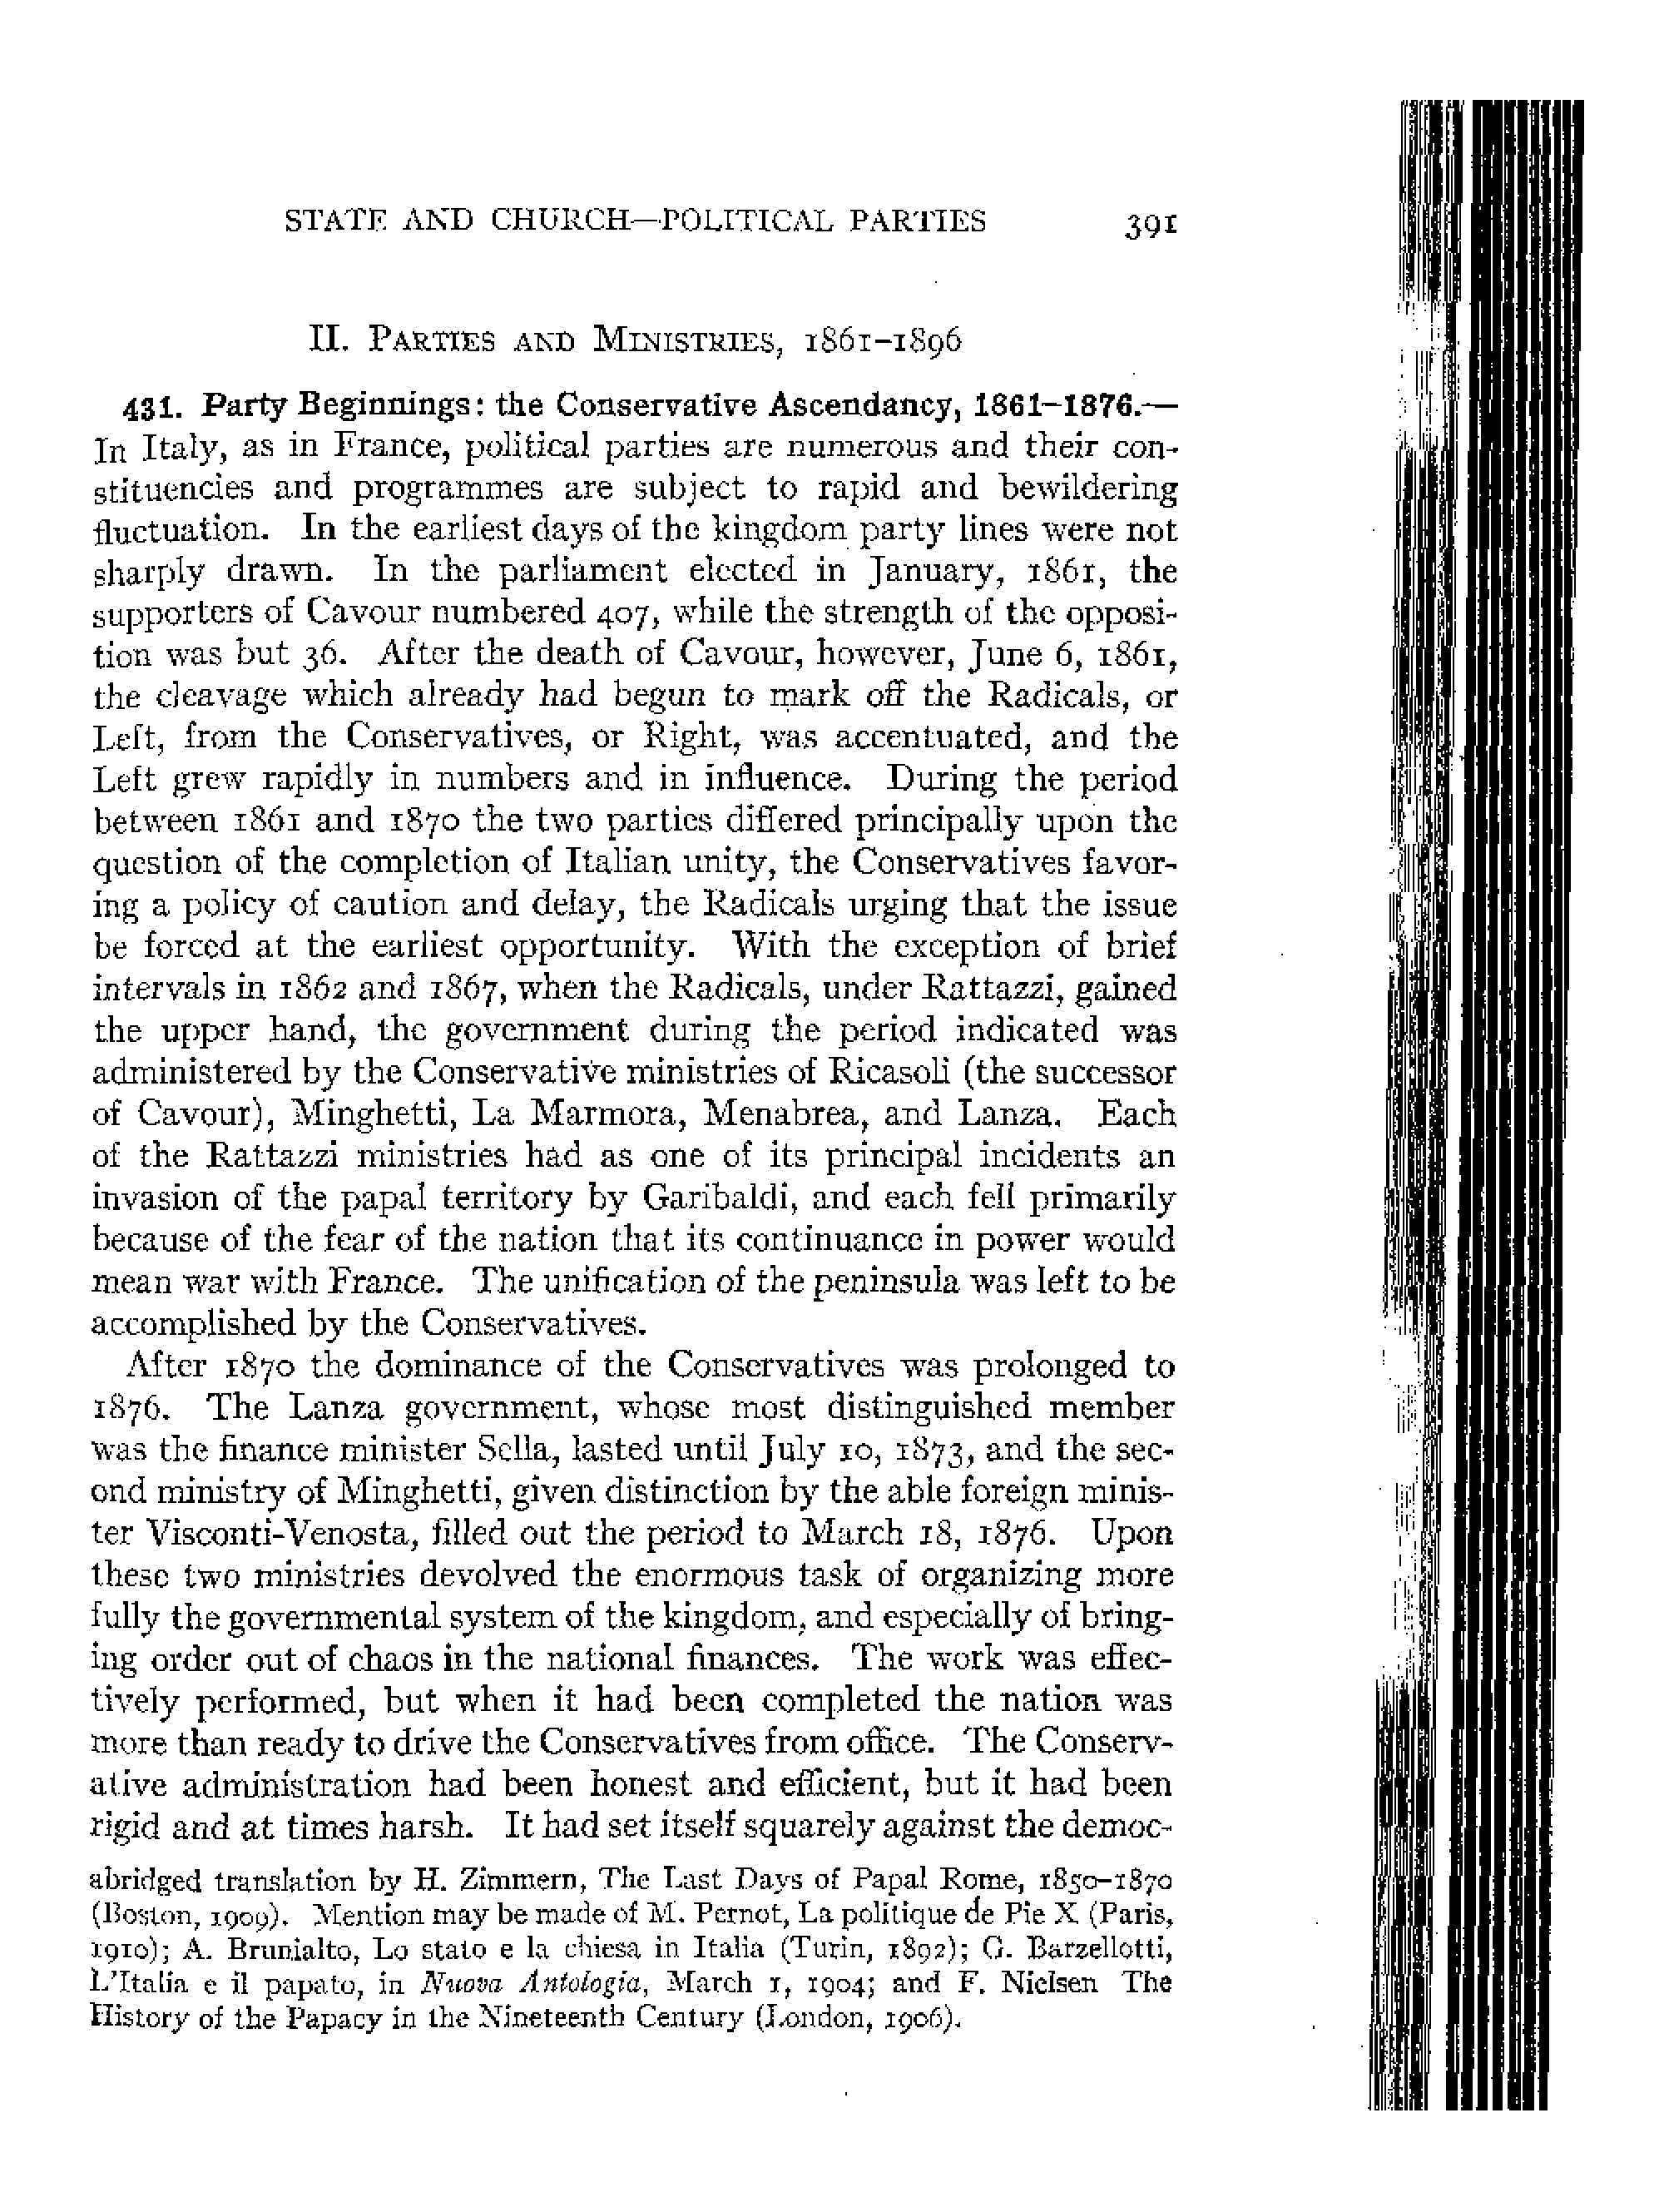 STATE AND CHURCH—POLITICAL PARTIES 391
II. PARTIES AND MINISTRIES, 1861–1896
431. Party Beginnings: the Conservative Ascendancy, 1861–1876.—
In Italy, as in France, political parties are numerous and their con-
stituencies and programmes are subject to rapid and bewildering
fluctuation. In the earliest days of the kingdom party lines were not
sharply drawn. In the parliament elected in January, 1861, the
supporters of Cavour numbered 407, while the strength of the opposi-
tion was but 36. After the death of Cavour, however, June 6, 1861,
the cleavage which already had begun to mark off the Radicals, or
Left, from the Conservatives, or Right, was accentuated, and the
Left grew rapidly in numbers and in influence. During the period
between 1861 and 1870 the two parties differed principally upon the
question of the completion of Italian unity, the Conservatives favor-
ing a policy of caution and delay, the Radicals urging that the issue
be forced at the earliest opportunity. With the exception of brief
intervals in 1862 and 1867, when the Radicals, under Rattazzi, gained
the upper hand, the government during the period indicated was
administered by the Conservative ministries of Ricasoli (the successor
of Cavour), Minghetti, La Marmora, Menabrea, and Lanza. Each
of the Rattazzi ministries had as one of its principal incidents an
invasion of the papal territory by Garibaldi, and each fell primarily
because of the fear of the nation that its continuance in power would
mean war with France. The unification of the peninsula was left to be
accomplished by the Conservatives.
After 1870 the dominance of the Conservatives was prolonged to
1876. The Lanza government, whose most distinguished member
was the finance minister Sella, lasted until July 10, 1873, and the sec-
ond ministry of Minghetti, given distinction by the able foreign minis-
ter Visconti-Venosta, filled out the period to March 18, 1876. Upon
these two ministries devolved the enormous task of organizing more
fully the governmental system of the kingdom, and especially of bring-
ing order out of chaos in the national finances. The work was effec-
tively performed, but when it had been completed the nation was
more than ready to drive the Conservatives from office. The Conserv-
ative administration had been honest and efficient, but it had been
rigid and at times harsh. It had set itself squarely against the democ-
abridged translation by H. Zimmern, The Last Days of Papal Rome, 1850–1870
(Boston, 1909). Mention may be made of M. Pernot, La politique de Pie X (Paris,
1910); A. Brunialto, Lo stato e la chiesa in Italia (Turin, 1892); G. Barzellotti,
L'Italia e il papato, in Nuova Antologia, March 1, 1904; and F. Nielsen The
History of the Papacy in the Nineteenth Century (London, 1906).